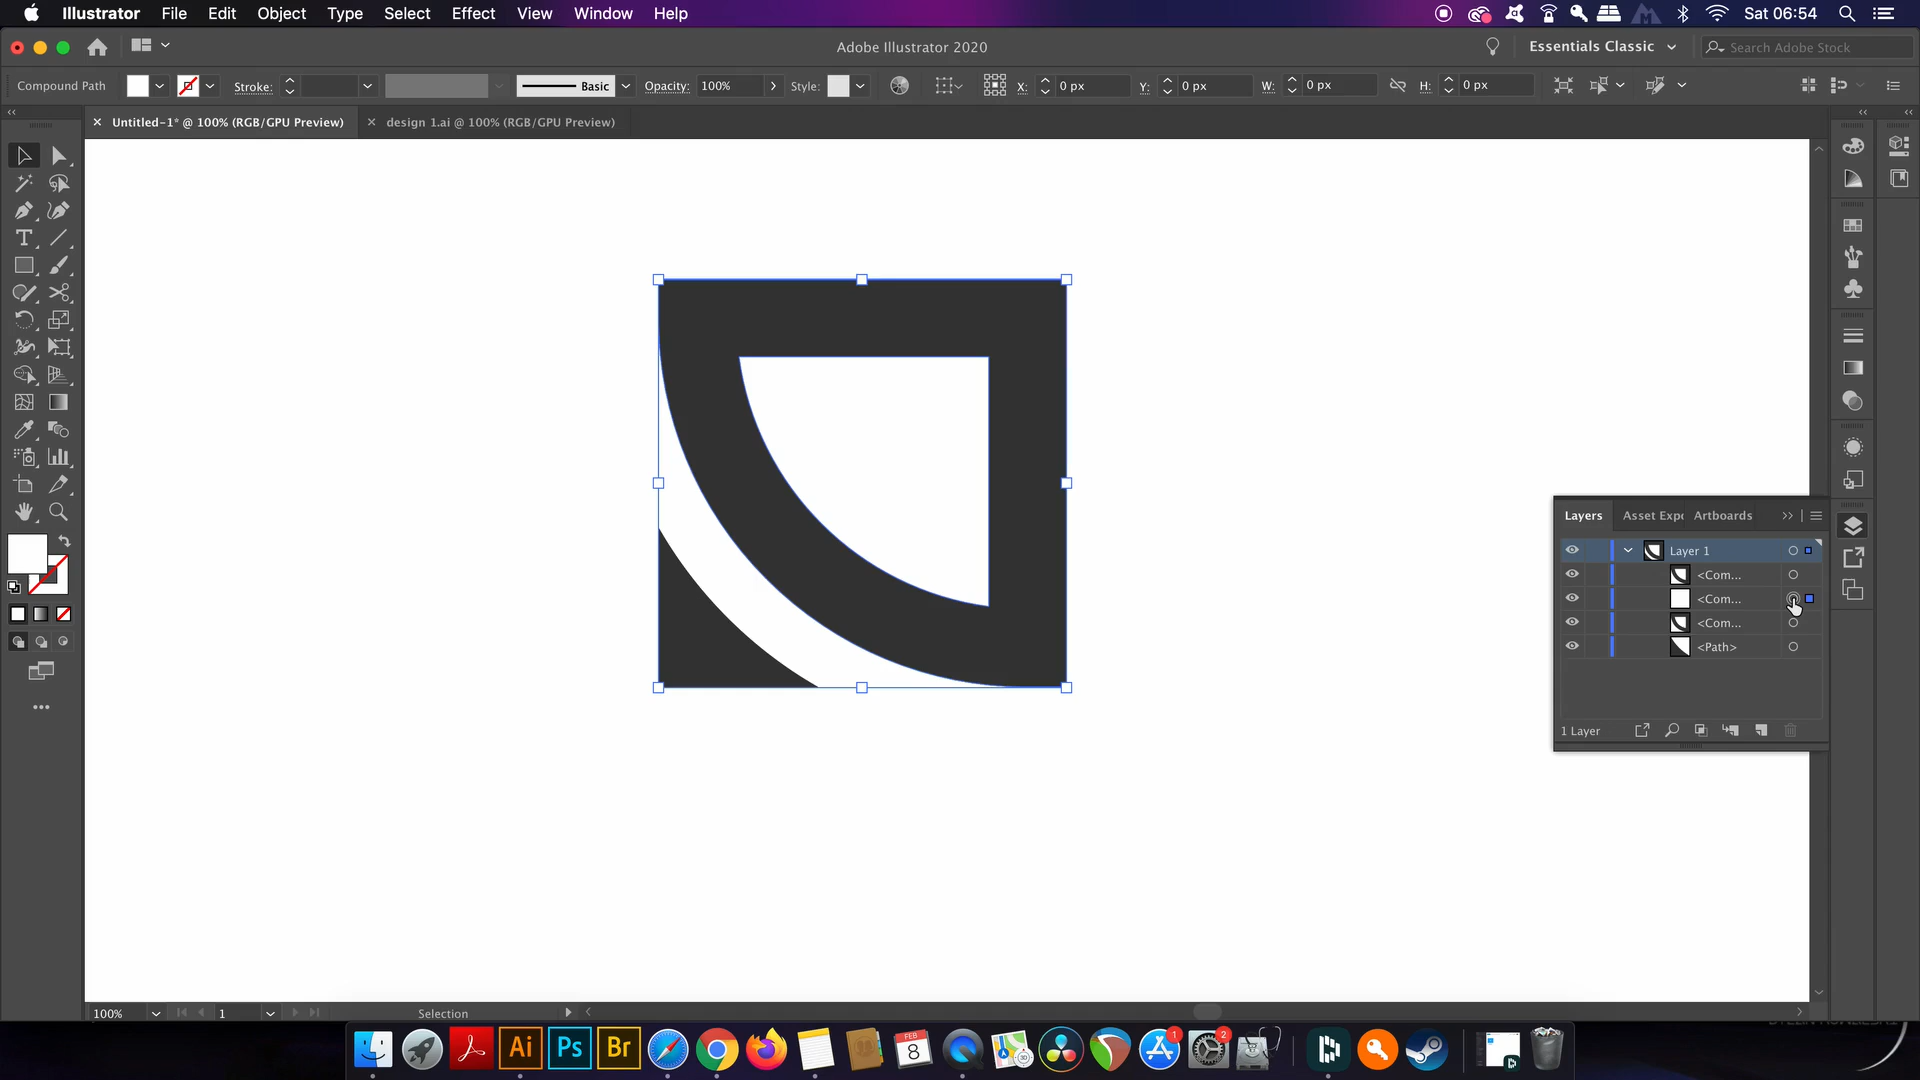 Illustrator File Edit Object Type Select Effect View Window Help Sat 06:54
Adobe Illustrator 2020 Essentials Classic Search Adobe Stock
Compound Path Stroke: Basic Opacity: 100% Style: X: 0 px Y: 0 px W: 0 px H: 0 px
Untitled-1* @ 100% (RGB/GPU Preview) design 1.ai @ 100% (RGB/GPU Preview)
Layers Asset Expo Artboards
Layer 1
<Com...
<Com...
<Com...
<Path>
1 Layer
100% 1 Selection
Ai Ps Br FEB 8 1 2